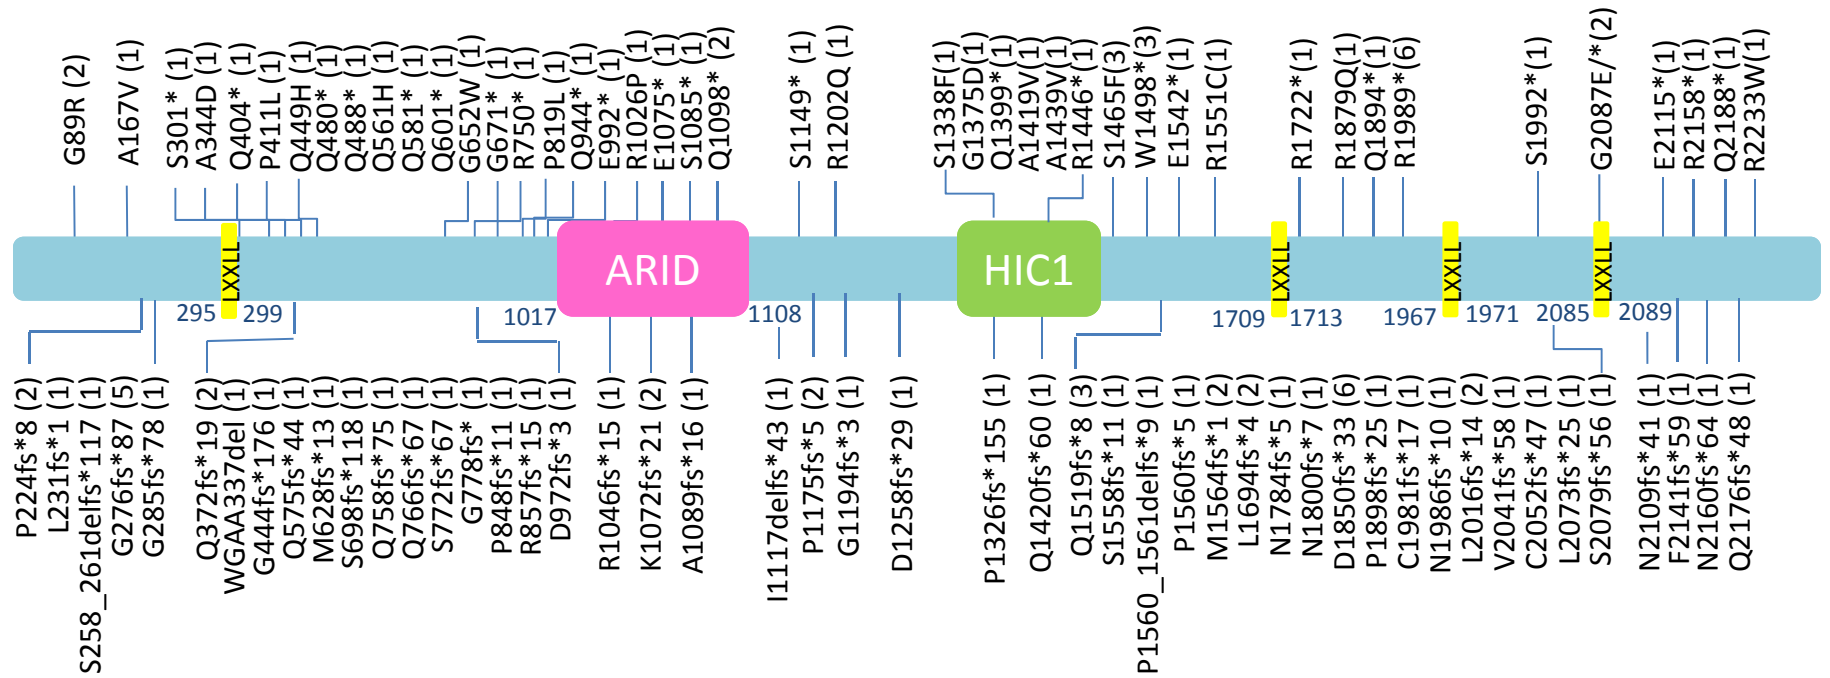 G89R (2)
A167V (1)
S301* (1)
A344D (1)
Q404* (1)
P411L (1)
Q449H (1)
Q480* (1)
Q488* (1)
Q561H (1)
Q581* (1)
Q601* (1)
G652W (1)
G671* (1)
R750* (1)
P819L (1)
Q944* (1)
E992* (1)
R1026P (1)
E1075* (1)
S1085* (1)
Q1098* (2)
S1149* (1)
R1202Q (1)
S1338F(1)
G1375D(1)
Q1399*(1)
A1419V(1)
A1439V(1)
R1446*(1)
S1465F(3)
W1498*(3)
E1542*(1)
R1551C(1)
R1722*(1)
R1879Q(1)
Q1894*(1)
R1989*(6)
S1992*(1)
G2087E/*(2)
E2115*(1)
R2158*(1)
Q2188*(1)
R2233W(1)
LXXLL
ARID
HIC1
LXXLL
LXXLL
LXXLL
295
299
1017
1108
1709
1713
1967
1971
2085
2089
P224fs*8 (2)
L231fs*1 (1)
S258_261delfs*117 (1)
G276fs*87 (5)
G285fs*78 (1)
Q372fs*19 (2)
WGAA337del (1)
G444fs*176 (1)
Q575fs*44 (1)
M628fs*13 (1)
S698fs*118 (1)
Q758fs*75 (1)
Q766fs*67 (1)
S772fs*67 (1)
G778fs*
P848fs*11 (1)
R857fs*15 (1)
D972fs*3 (1)
R1046fs*15 (1)
K1072fs*21 (2)
A1089fs*16 (1)
I1117delfs*43 (1)
P1175fs*5 (2)
G1194fs*3 (1)
D1258fs*29 (1)
P1326fs*155 (1)
Q1420fs*60 (1)
Q1519fs*8 (3)
S1558fs*11 (1)
P1560_1561delfs*9 (1)
P1560fs*5 (1)
M1564fs*1 (2)
L1694fs*4 (2)
N1784fs*5 (1)
N1800fs*7 (1)
D1850fs*33 (6)
P1898fs*25 (1)
C1981fs*17 (1)
N1986fs*10 (1)
L2016fs*14 (2)
V2041fs*58 (1)
C2052fs*47 (1)
L2073fs*25 (1)
S2079fs*56 (1)
N2109fs*41 (1)
F2141fs*59 (1)
N2160fs*64 (1)
Q2176fs*48 (1)